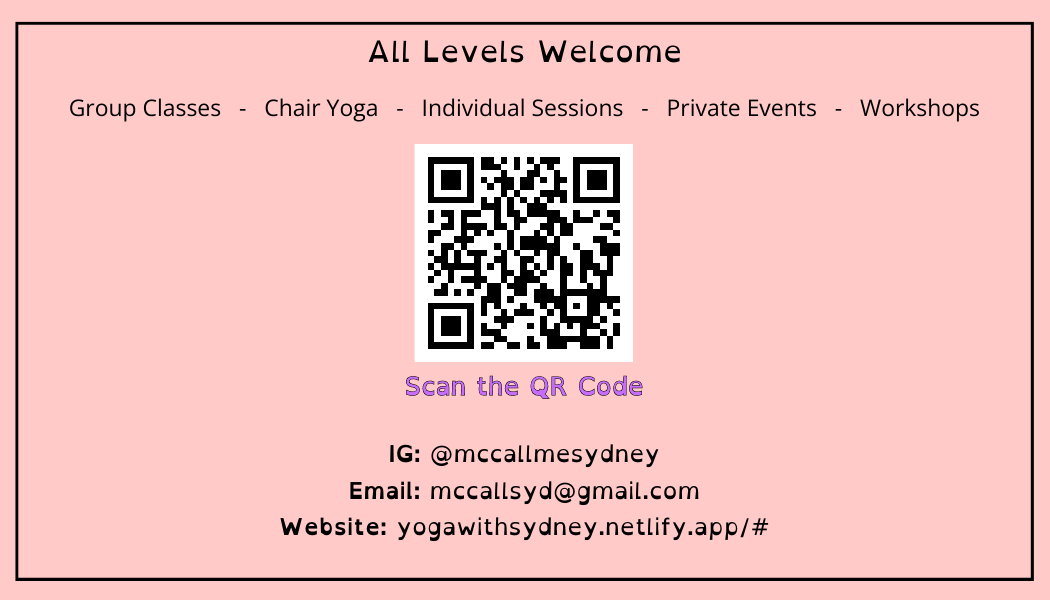 All Levels Welcome
Group Classes - Chair Yoga - Individual Sessions - Private Events - Workshops
Scan the QR Code
IG: @mccallmesydney
Email: mccallsyd@gmail.com
Website: yogawithsydney.netlify.app/#